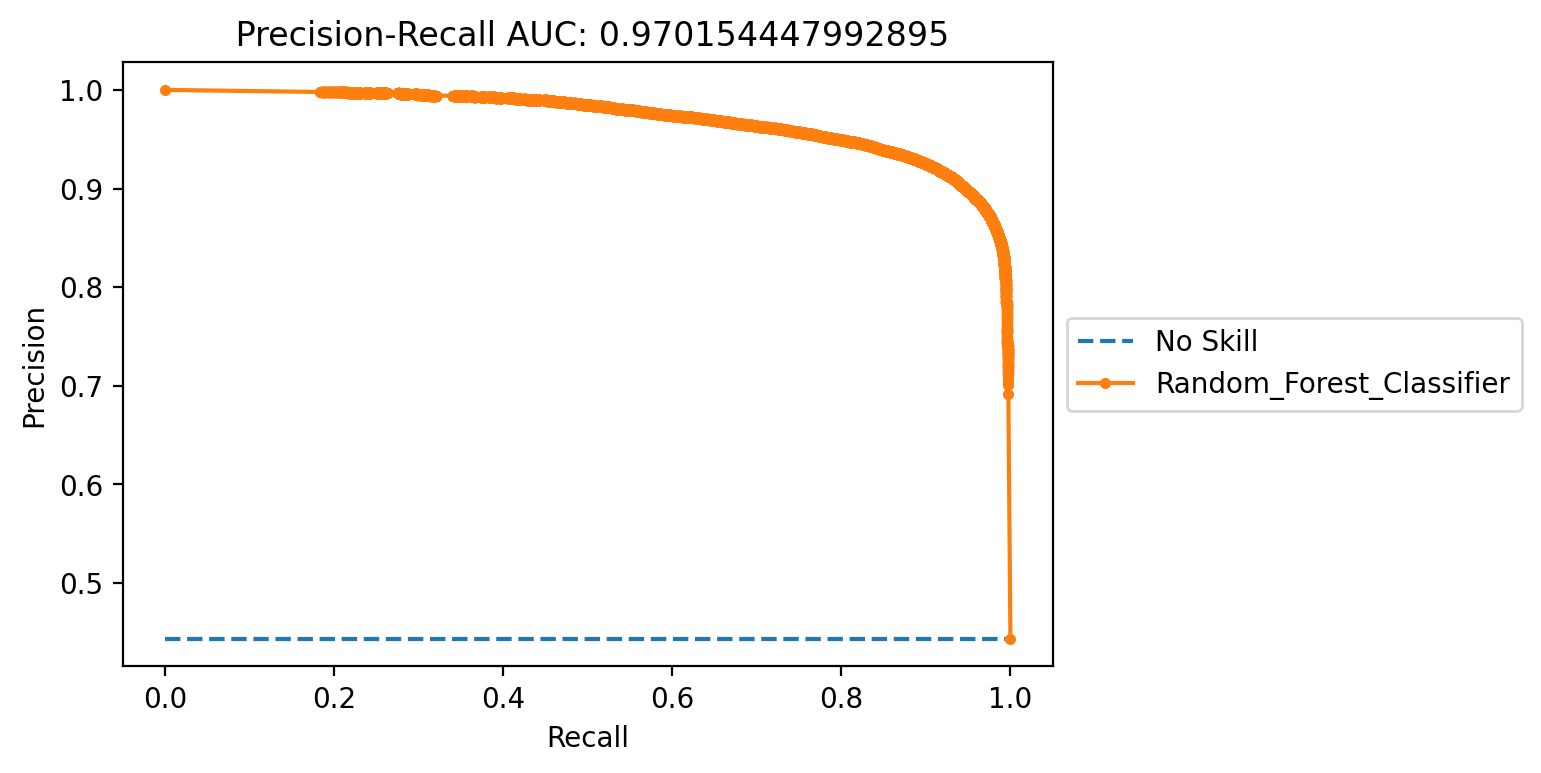 Precision-Recall AUC: 0.970154447992895
1.0
0.9
0.8
0.7
0.6
0.5
Precision
0.0 0.2 0.4 0.6 0.8 1.0
Recall
No Skill
Random_Forest_Classifier